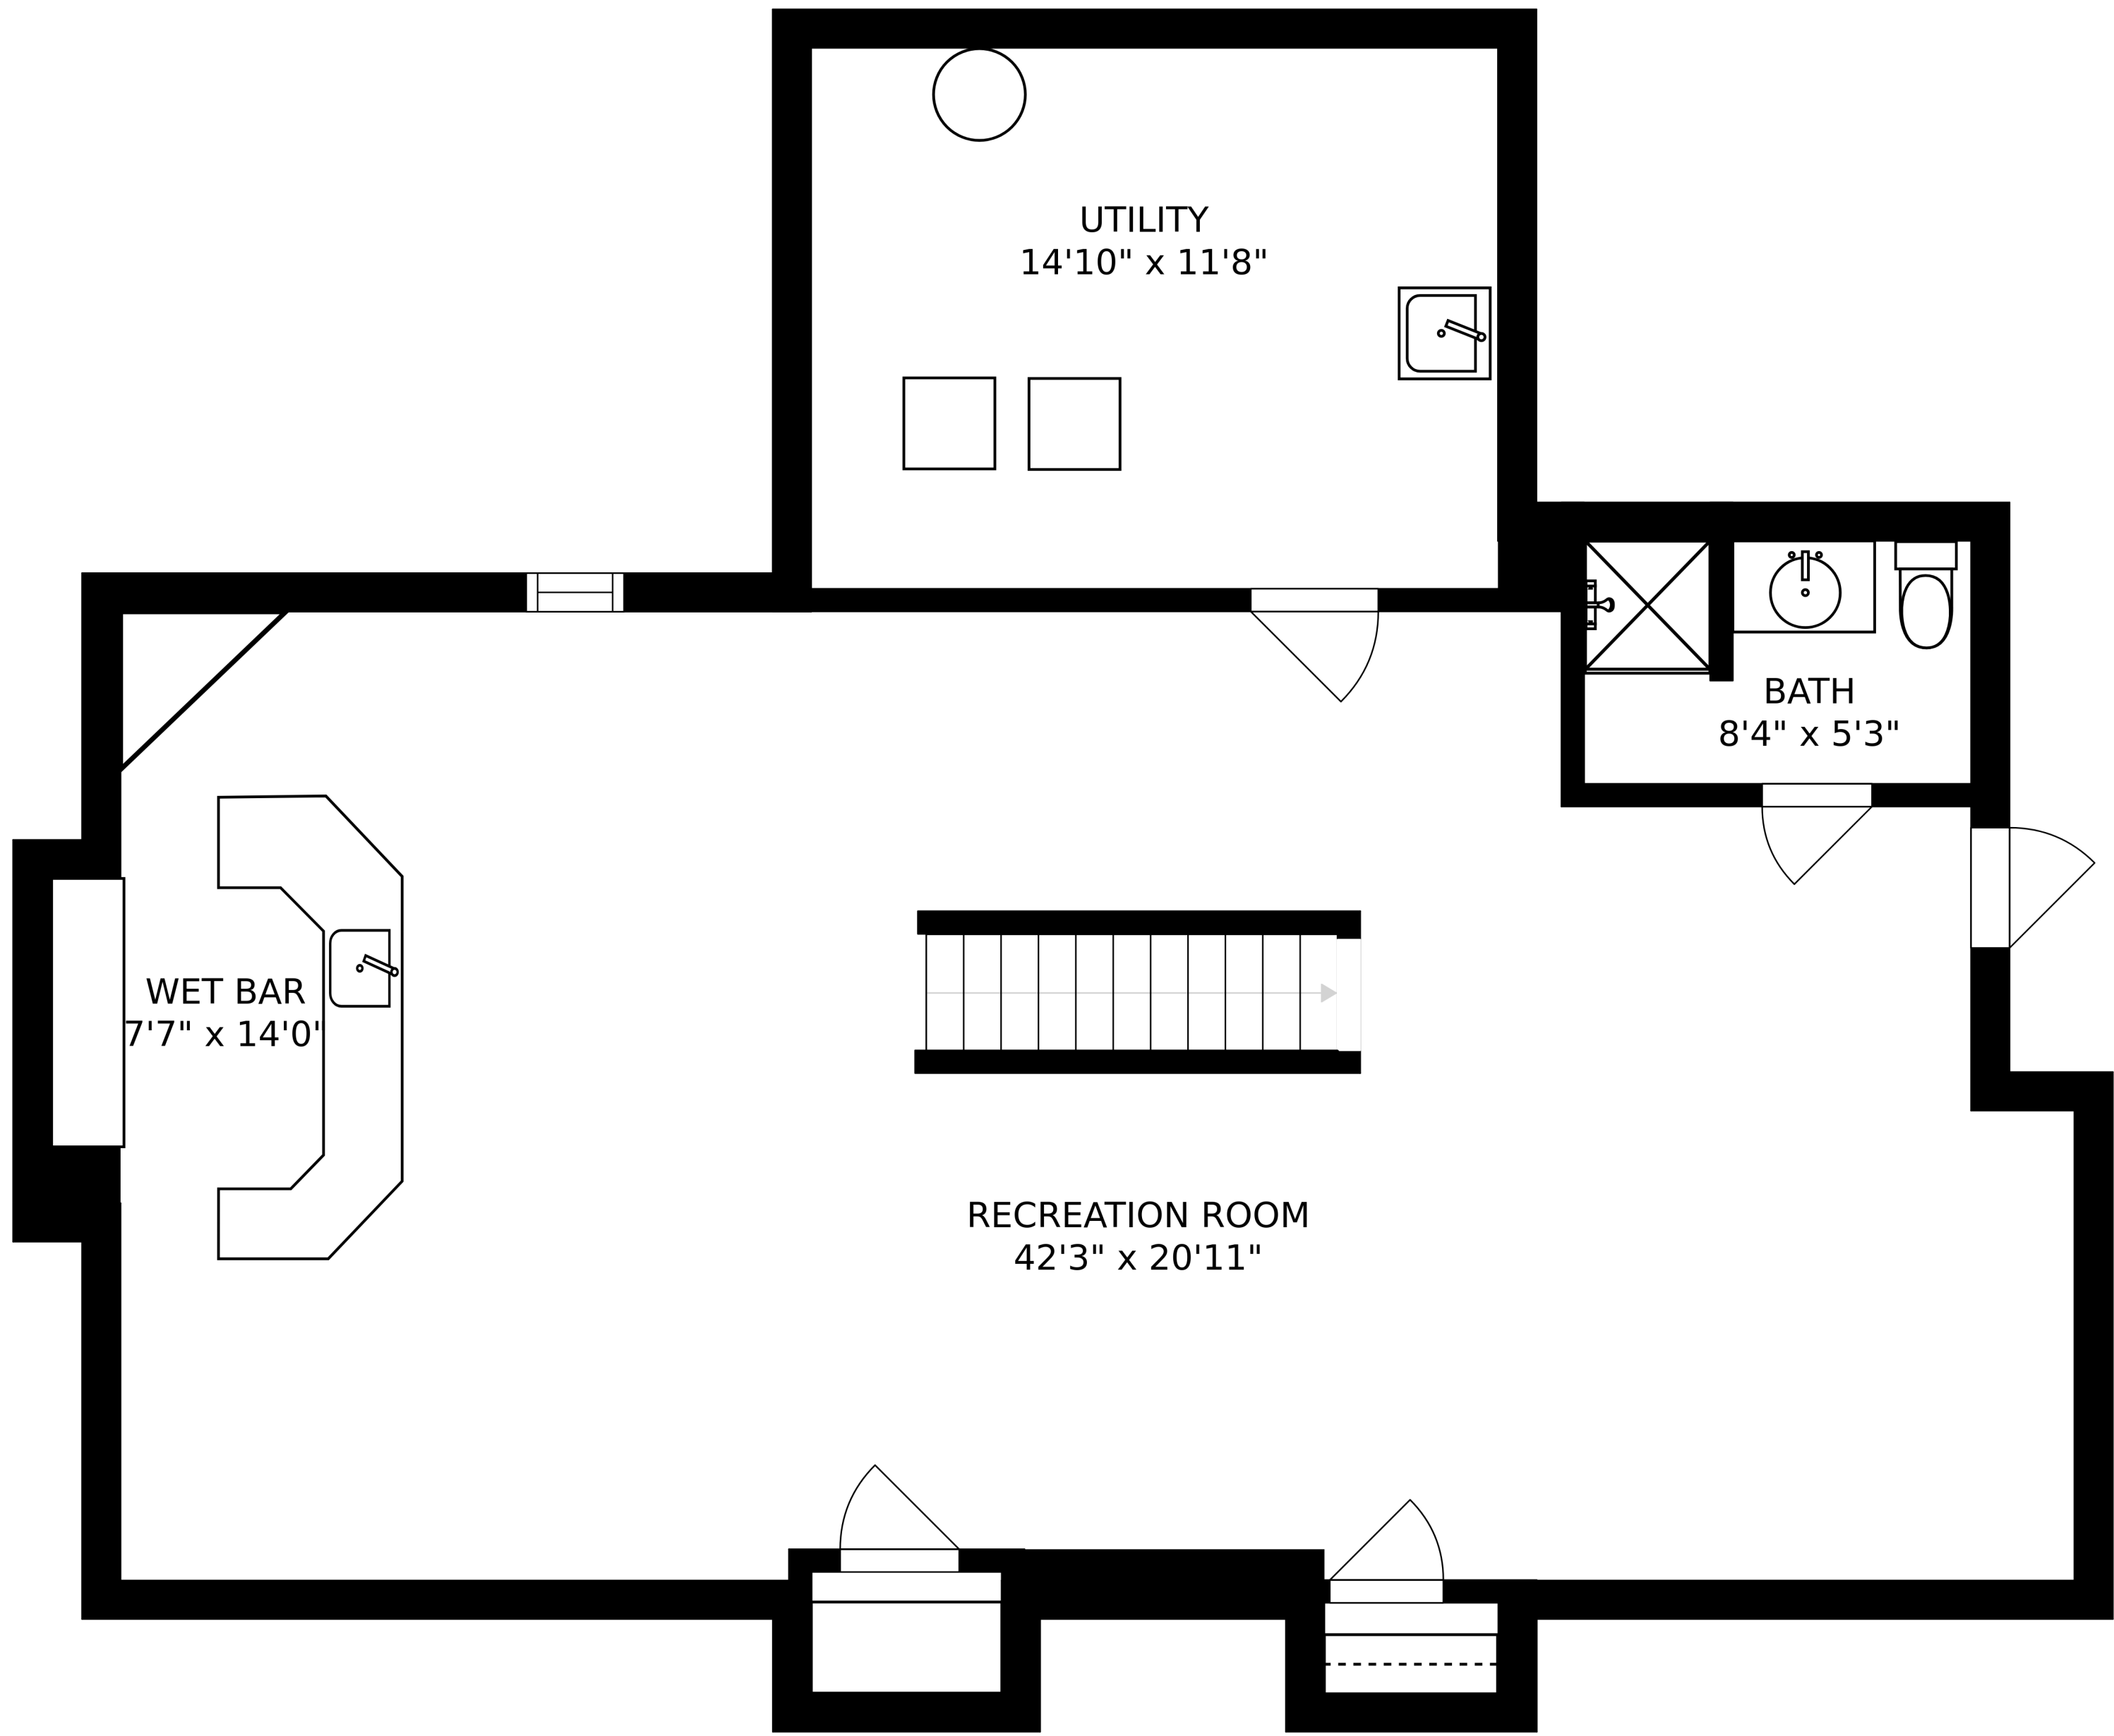 UTILITY
14'10" x 11'8"
BATH
8'4" x 5'3"
WET BAR
7'7" x 14'0"
RECREATION ROOM
42'3" x 20'11"